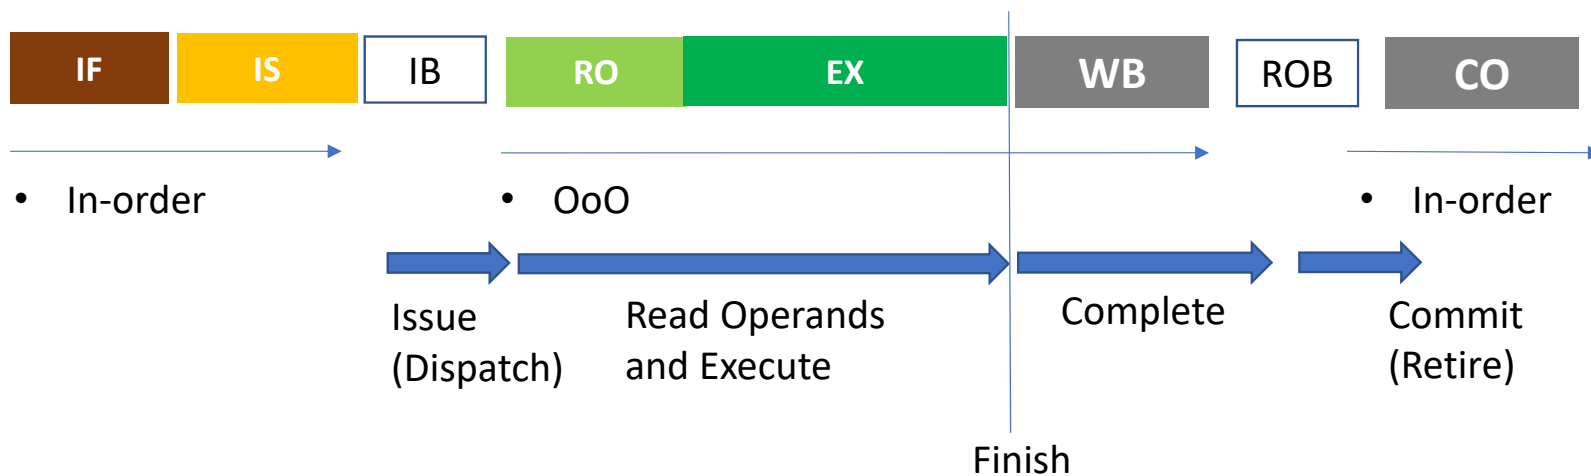 IF IS IB RO EX WB ROB CO
• In-order • OoO • In-order
Issue
(Dispatch)
Read Operands
and Execute
Complete
Commit
(Retire)
Finish